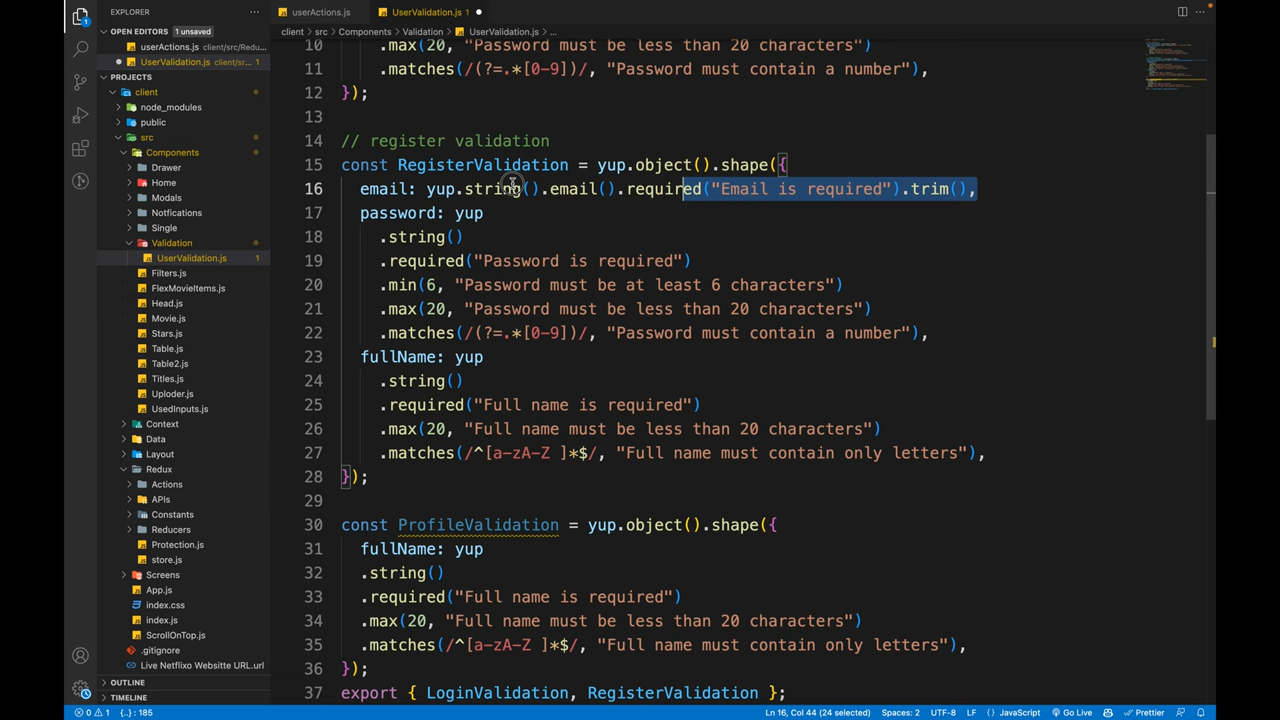 EXPLORER
userActions.js
UserValidation.js 1
OPEN EDITORS 1 unsaved
userActions.js client/src/Redu...
UserValidation.js client/s... 1
PROJECTS
client
node_modules
public
src
Components
Drawer
Home
Modals
Notfications
Single
Validation
UserValidation.js 1
Filters.js
FlexMovieItems.js
Head.js
Movie.js
Stars.js
Table.js
Table2.js
Titles.js
Uploder.js
UsedInputs.js
Context
Data
Layout
Redux
Actions
APIs
Constants
Reducers
Protection.js
store.js
Screens
App.js
index.css
index.js
ScrollOnTop.js
.gitignore
Live Netflixo Websitte URL.url
OUTLINE
TIMELINE
client > src > Components > Validation > UserValidation.js > ...
10 .max(20, "Password must be less than 20 characters")
11 .matches(/(?=.*[0-9])/, "Password must contain a number"),
12 });
13
14 // register validation
15 const RegisterValidation = yup.object().shape({
16 email: yup.string().email().required("Email is required").trim(),
17 password: yup
18 .string()
19 .required("Password is required")
20 .min(6, "Password must be at least 6 characters")
21 .max(20, "Password must be less than 20 characters")
22 .matches(/(?=.*[0-9])/, "Password must contain a number"),
23 fullName: yup
24 .string()
25 .required("Full name is required")
26 .max(20, "Full name must be less than 20 characters")
27 .matches(/^[a-zA-Z ]*$/, "Full name must contain only letters"),
28 });
29
30 const ProfileValidation = yup.object().shape({
31 fullName: yup
32 .string()
33 .required("Full name is required")
34 .max(20, "Full name must be less than 20 characters")
35 .matches(/^[a-zA-Z ]*$/, "Full name must contain only letters"),
36 });
37 export { LoginValidation, RegisterValidation };
0 1 {..} : 185 Ln 16, Col 44 (24 selected) Spaces: 2 UTF-8 LF {} JavaScript Go Live Prettier